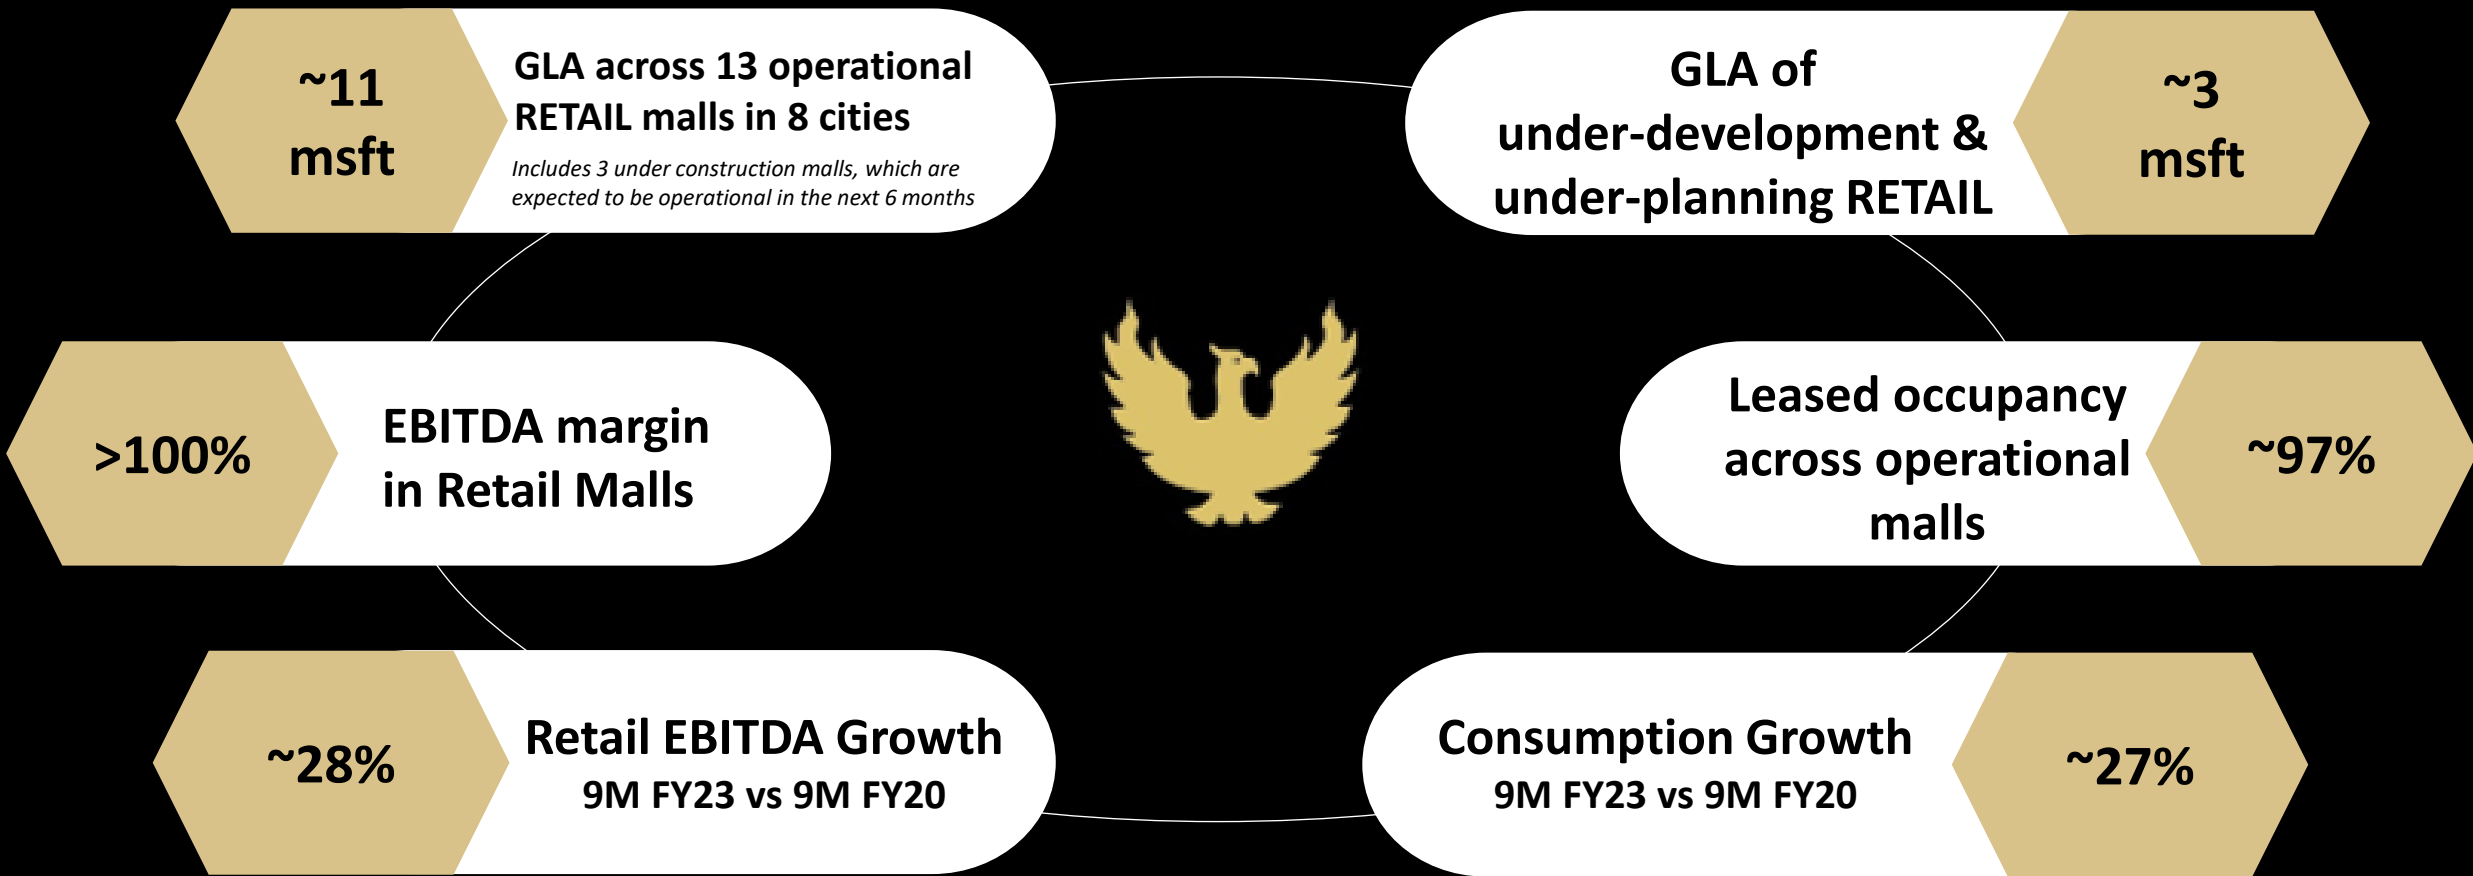 ~11
msft
GLA across 13 operational
RETAIL malls in 8 cities
Includes 3 under construction malls, which are
expected to be operational in the next 6 months
GLA of
under-development &
under-planning RETAIL
~3
msft
>100%
EBITDA margin
in Retail Malls
Leased occupancy
across operational
malls
~97%
~28%
Retail EBITDA Growth
9M FY23 vs 9M FY20
Consumption Growth
9M FY23 vs 9M FY20
~27%